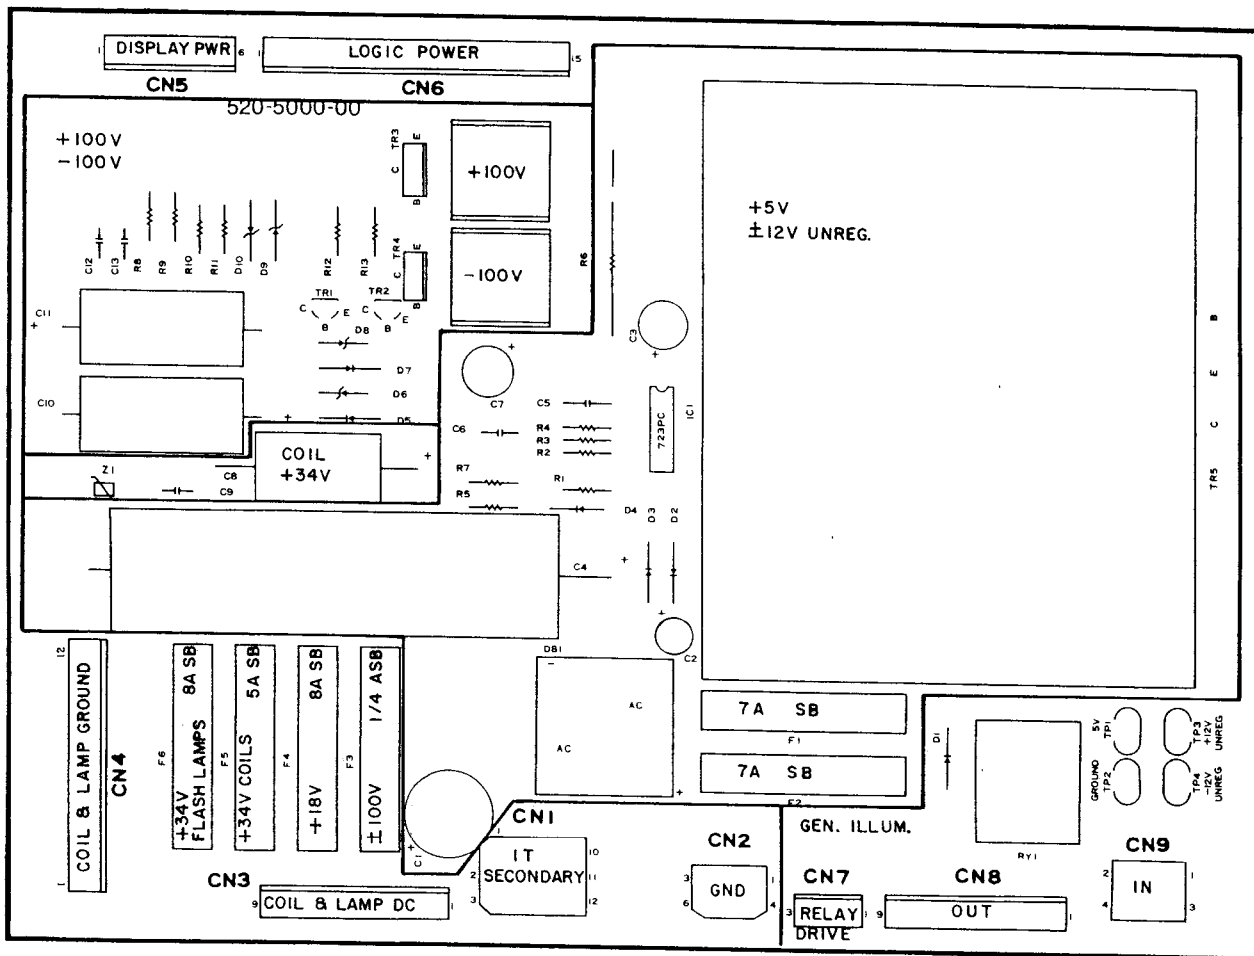 1 DISPLAY PWR 6
CN5
1 LOGIC POWER 15
CN6
520-5000-00
+100V
-100V
C12
C13
R8
R9
R10
R11
D10
D9
R12
R13
TR3
E
C
B
TR4
E
C
B
+100V
-100V
R6
TR1
C E
B
TR2
C E
B
D8
D7
D6
D5
C11
+
C10
+
COIL
+34V
+
C8
C9
Z1
+
C7
C6
C5
R4
R3
R2
R7
R5
R1
D4
D3
D2
+
C3
+
723PC
IC1
+5V
±12V UNREG.
B
E
C
TR5
C4
+
C2
DB1
-
AC
AC
+
7A SB
F1
7A SB
F2
12
COIL & LAMP GROUND
1
CN4
F6
+34V 8A SB
FLASH LAMPS
F5
+34V COILS 5A SB
F4
+18V 8A SB
F3
±100V 1/4 ASB
C1
+
CN1
1
IT
SECONDARY
2
3
10
11
12
CN3
9 COIL & LAMP DC 1
CN2
3 1
GND
6 4
GEN. ILLUM.
D1
RY1
5V
TP1
TP3
+12V
UNREG
GROUND
TP2
TP4
-12V
UNREG
CN7
3 RELAY 1
DRIVE
CN8
9 OUT 1
CN9
2 1
IN
4 3